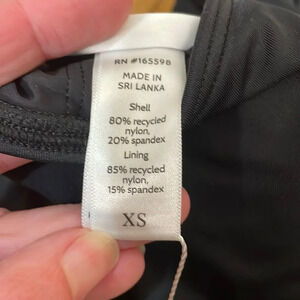 RN #165598
MADE IN
SRI LANKA
Shell
80% recycled
nylon,
20% spandex
Lining
85% recycled
nylon,
15% spandex
XS